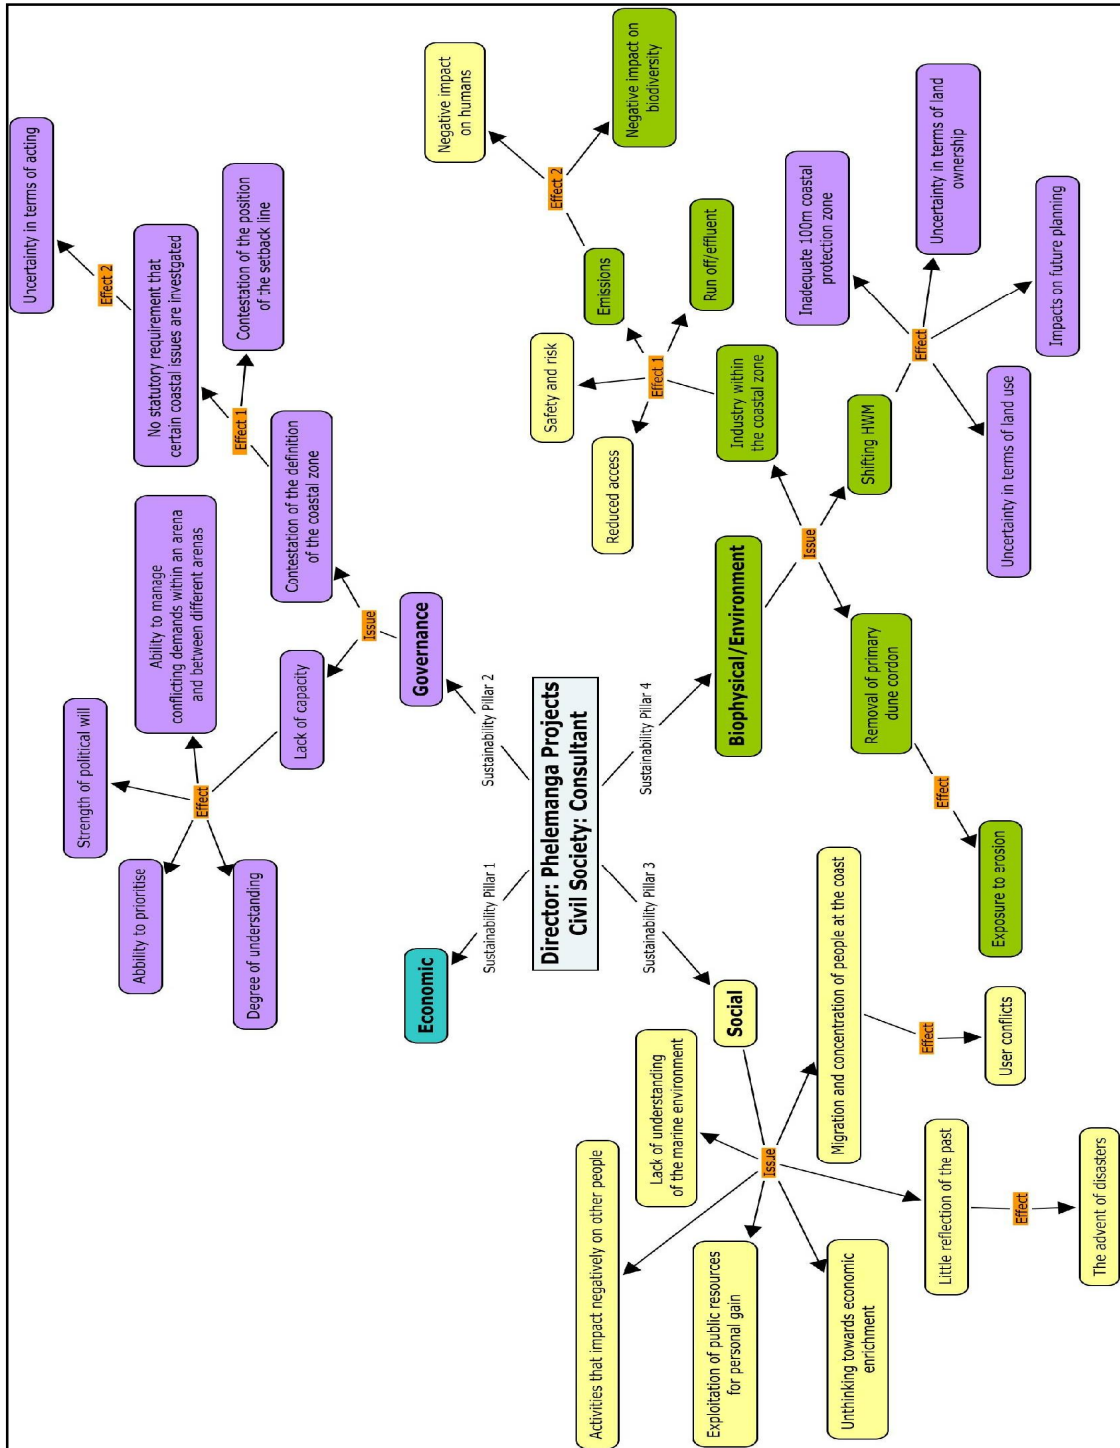 Director: Phelemanga Projects
Civil Society: Consultant
Sustainability Pillar 1
Economic
Sustainability Pillar 2
Governance
Issue
Lack of capacity
Effect
Degree of understanding
Abbility to prioritise
Strength of political will
Ability to manage
conflicting demands within an arena
and between different arenas
Contestation of the definition
of the coastal zone
Effect 1
No statutory requirement that
certain coastal issues are investgated
Effect 2
Uncertainty in terms of acting
Contestation of the position
of the setback line
Sustainability Pillar 3
Social
Issue
Activities that impact negatively on other people
Lack of understanding
of the marine environment
Exploitation of public resources
for personal gain
Unthinking towards economic
enrichment
Little reflection of the past
Effect
The advent of disasters
Migration and concentration of people at the coast
Effect
User conflicts
Sustainability Pillar 4
Biophysical/Environment
Issue
Removal of primary
dune cordon
Effect
Exposure to erosion
Industry within
the coastal zone
Effect 1
Reduced access
Safety and risk
Emissions
Run off/effluent
Effect 2
Negative impact
on humans
Negative impact on
biodiversity
Shifting HWM
Effect
Inadequate 100m coastal
protection zone
Uncertainty in terms of land
ownership
Impacts on future planning
Uncertainty in terms of land use